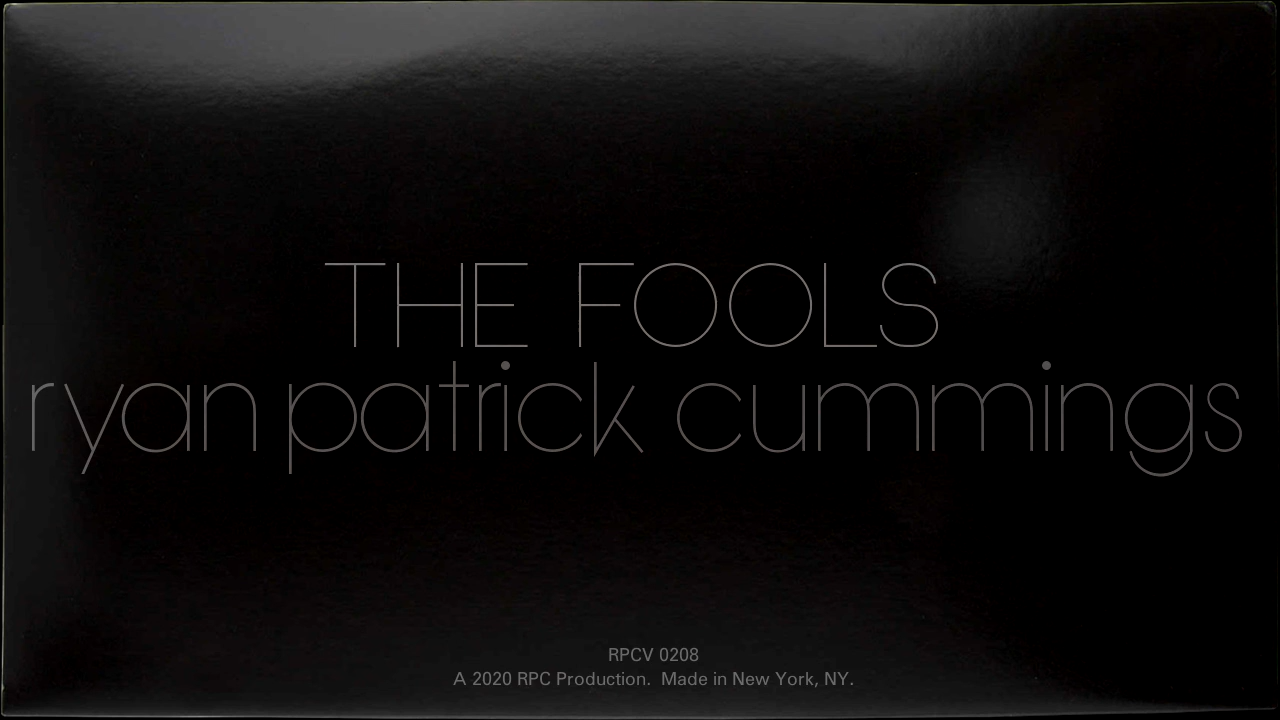 THE FOOLS
ryan patrick cummings
RPCV 0208
A 2020 RPC Production.  Made in New York, NY.